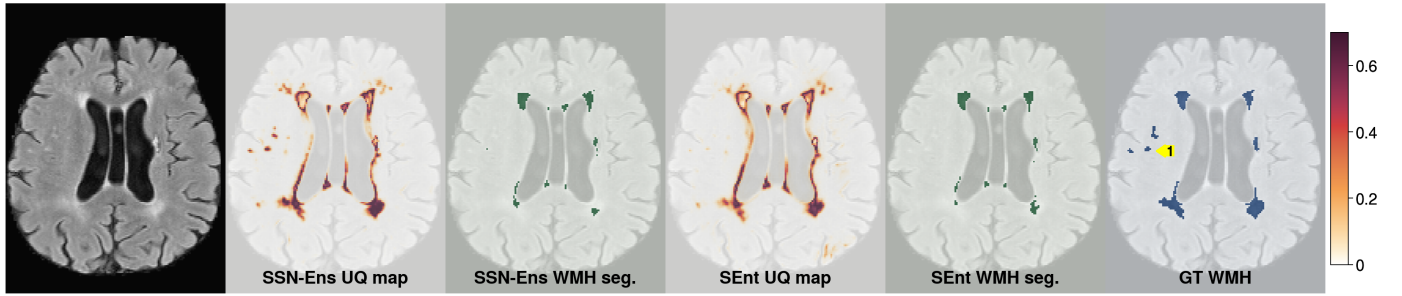 1
0.6
0.4
0.2
0
SSN-Ens UQ map
SSN-Ens WMH seg.
SEnt UQ map
SEnt WMH seg.
GT WMH